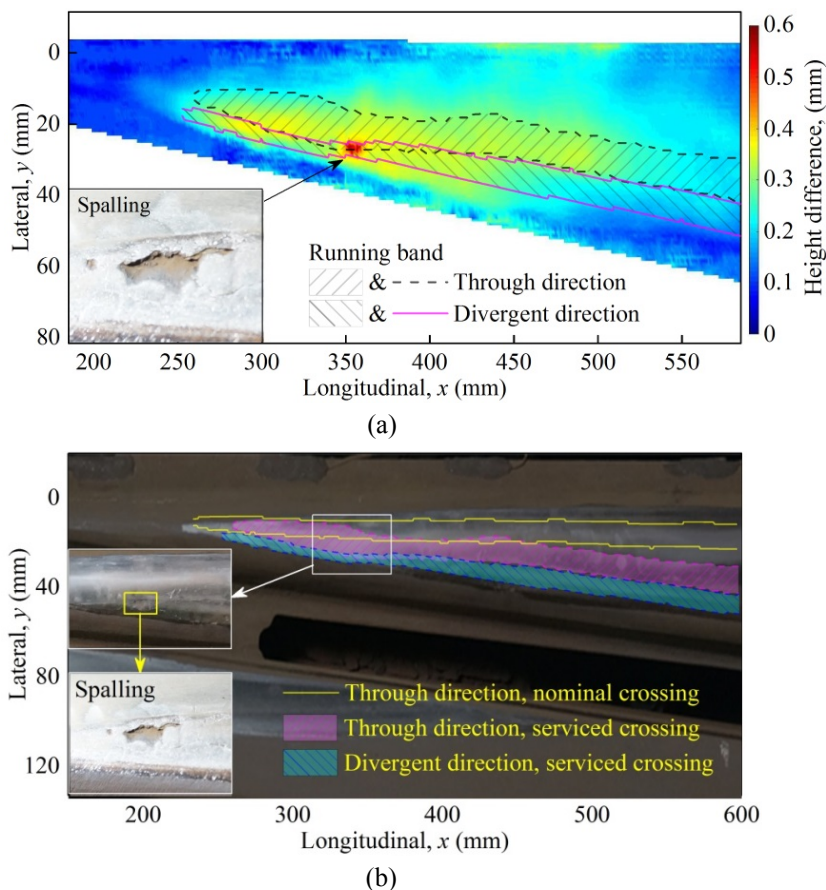 0
20
40
60
80
Lateral, y (mm)
200 250 300 350 400 450 500 550
Longitudinal, x (mm)
Spalling
Running band
& Through direction
& Divergent direction
0.6
0.5
0.4
0.3
0.2
0.1
0
Height difference, (mm)
(a)
0
40
40
80
120
Lateral, y (mm)
200 300 400 500 600
Longitudinal, x (mm)
Spalling
Through direction, nominal crossing
Through direction, serviced crossing
Divergent direction, serviced crossing
(b)